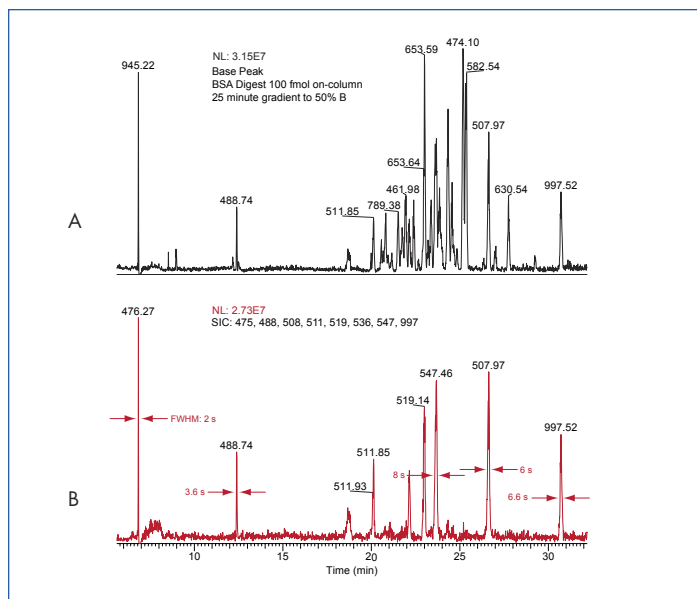 945.22
NL: 3.15E7
Base Peak
BSA Digest 100 fmol on-column
25 minute gradient to 50% B
653.59
474.10
582.54
507.97
653.64
488.74
461.98
630.54
997.52
511.85
789.38
A
476.27
NL: 2.73E7
SIC: 475, 488, 508, 511, 519, 536, 547, 997
547.46
507.97
519.14
FWHM: 2 s
488.74
511.85
997.52
511.93
8 s
6 s
3.6 s
6.6 s
B
10 15 20 25 30
Time (min)